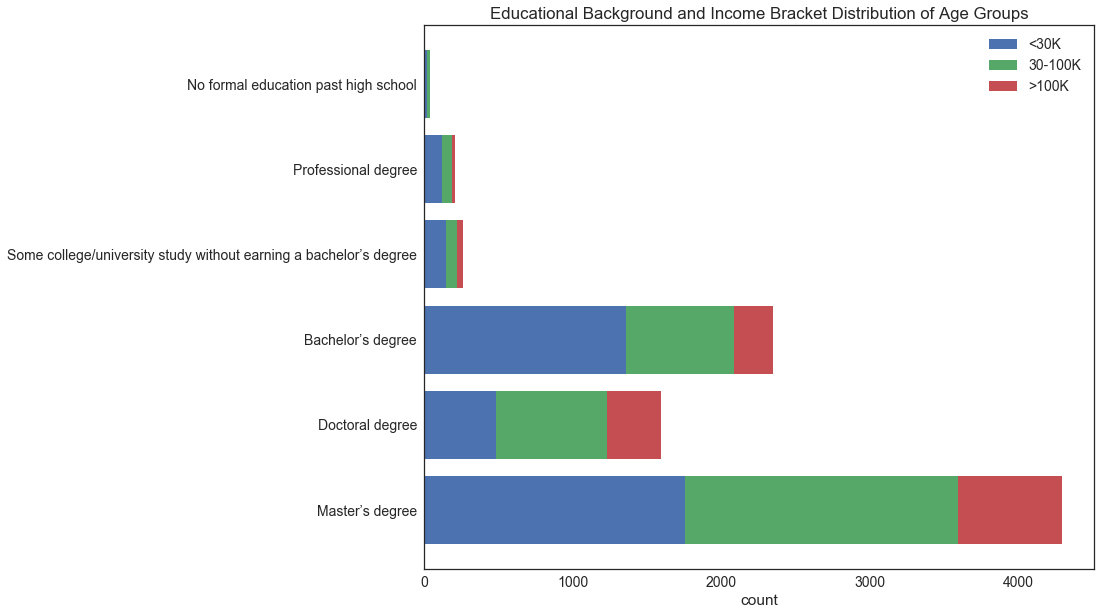 Educational Background and Income Bracket Distribution of Age Groups
<30K
30-100K
>100K
No formal education past high school
Professional degree
Some college/university study without earning a bachelor’s degree
Bachelor’s degree
Doctoral degree
Master’s degree
0 1000 2000 3000 4000
count